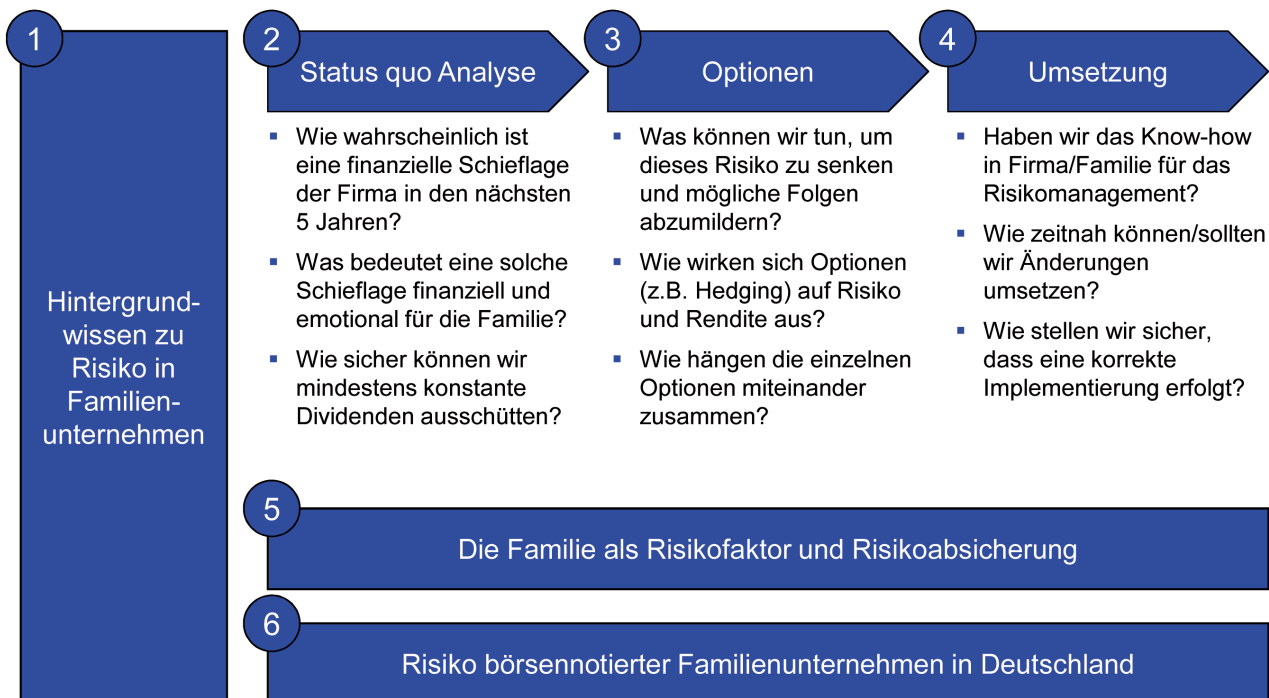 1
Hintergrund-
wissen zu
Risiko in
Familien-
unternehmen
2
Status quo Analyse
▪ Wie wahrscheinlich ist
eine finanzielle Schieflage
der Firma in den nächsten
5 Jahren?
▪ Was bedeutet eine solche
Schieflage finanziell und
emotional für die Familie?
▪ Wie sicher können wir
mindestens konstante
Dividenden ausschütten?
3
Optionen
▪ Was können wir tun, um
dieses Risiko zu senken
und mögliche Folgen
abzumildern?
▪ Wie wirken sich Optionen
(z.B. Hedging) auf Risiko
und Rendite aus?
▪ Wie hängen die einzelnen
Optionen miteinander
zusammen?
4
Umsetzung
▪ Haben wir das Know-how
in Firma/Familie für das
Risikomanagement?
▪ Wie zeitnah können/sollten
wir Änderungen
umsetzen?
▪ Wie stellen wir sicher,
dass eine korrekte
Implementierung erfolgt?
5
Die Familie als Risikofaktor und Risikoabsicherung
6
Risiko börsennotierter Familienunternehmen in Deutschland